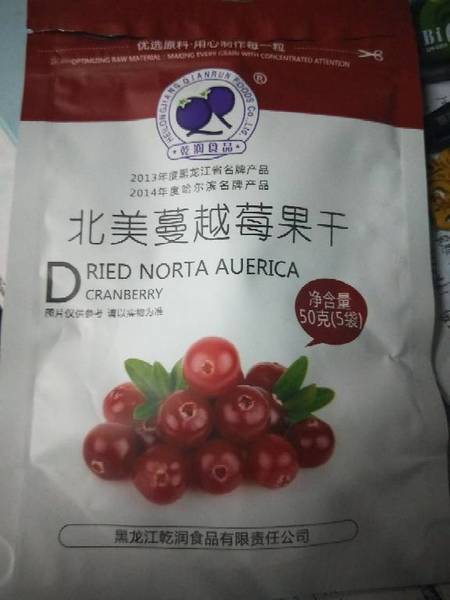 优选原料·用心制作每一粒
OPTIMIZING RAW MATERIAL · MAKING EVERY GRAIN WITH CONCENTRATED ATTENTION
HEILONGJIANG QIANRUN FOODS Co.,Ltd.
®
乾润食品
2013年度黑龙江省名牌产品
2014年度哈尔滨名牌产品
北美蔓越莓果干
DRIED NORTA AUERICA
CRANBERRY
图片仅供参考 请以实物为准
净含量
50克(5袋)
黑龙江乾润食品有限责任公司